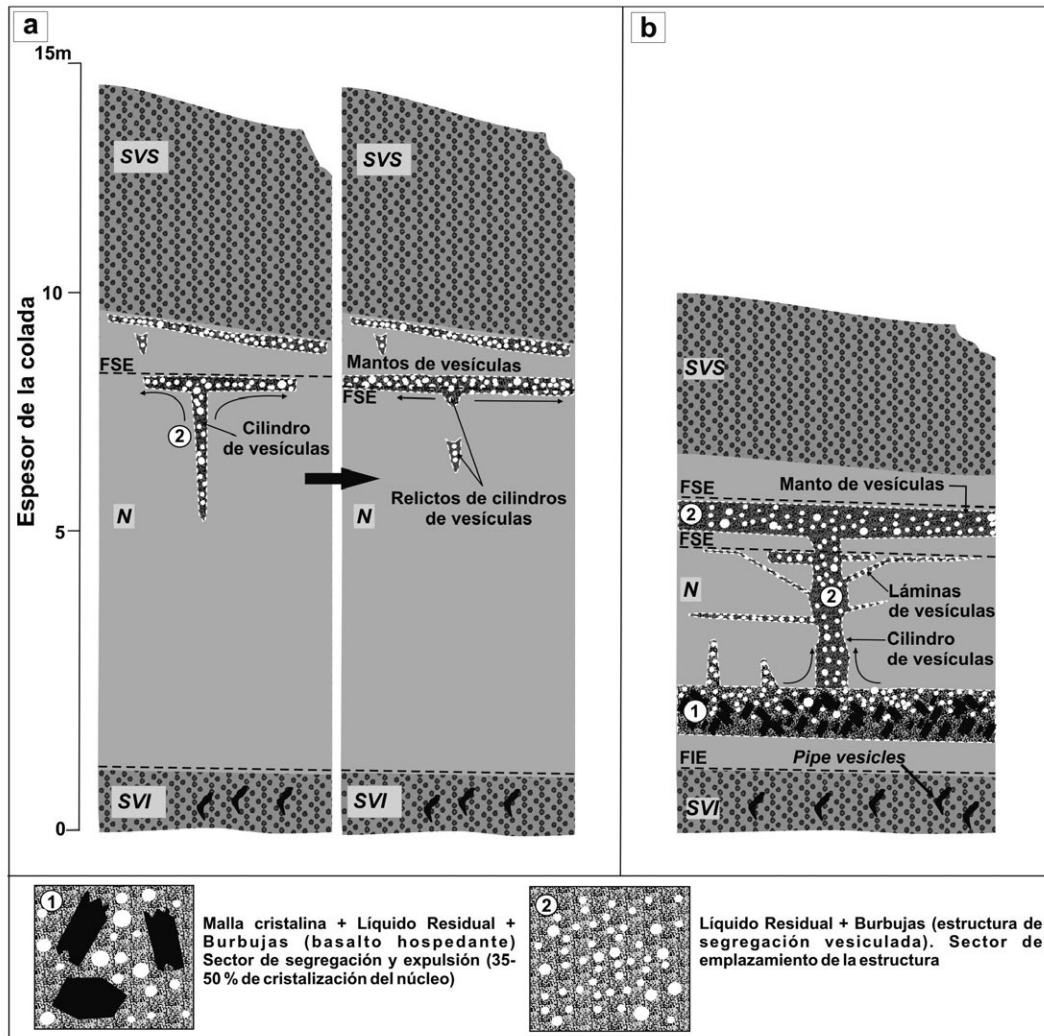 a
b
15m
10
5
0
Espesor de la colada
SVS
FSE
2
Cilindro
de vesículas
N
SVI
SVS
Mantos de vesículas
FSE
Relictos de cilindros
de vesículas
N
SVI
SVS
Manto de vesículas
FSE
2
FSE
N
2
Láminas
de vesículas
Cilindro
de vesículas
1
FIE
Pipe vesicles
SVI
1
Malla cristalina + Líquido Residual +
Burbujas (basalto hospedante)
Sector de segregación y expulsión (35-
50 % de cristalización del núcleo)
2
Líquido Residual + Burbujas (estructura de
segregación vesiculada). Sector de
emplazamiento de la estructura